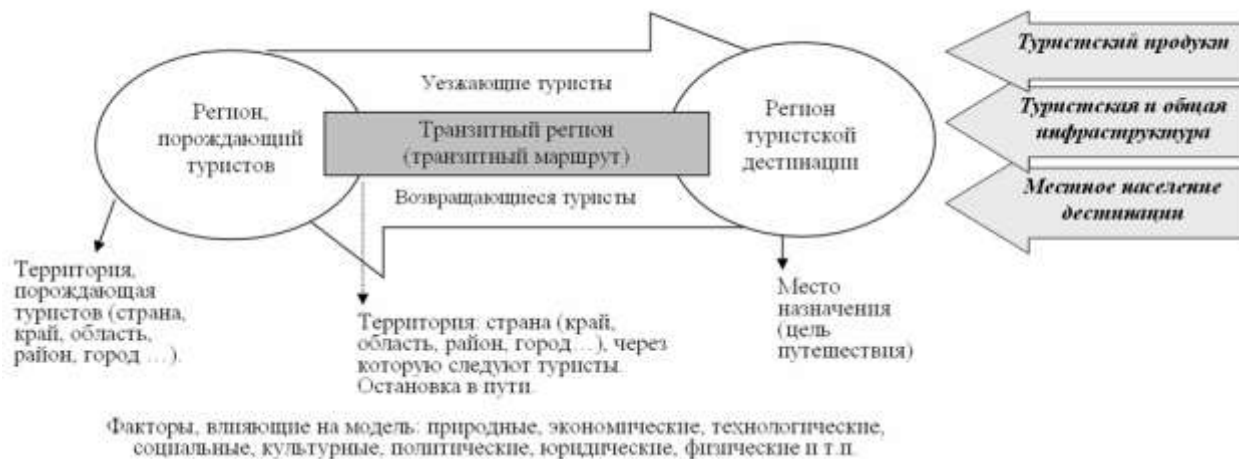 Уезжающие туристы
Регион,
порождающий
туристов
Транзитный регион
(транзитный маршрут)
Регион
туристской
дестинации
Возвращающиеся туристы
Туристский продукт
Туристская и общая
инфраструктура
Местное население
дестинации
Территория,
порождающая
туристов (страна,
край, область,
район, город ...).
Территория: страна (край,
область, район, город...), через
которую следуют туристы.
Остановка в пути.
Место
назначения
(цель
путешествия)
Факторы, влияющие на модель: природные, экономические, технологические,
социальные, культурные, политические, юридические, физические и т.п.